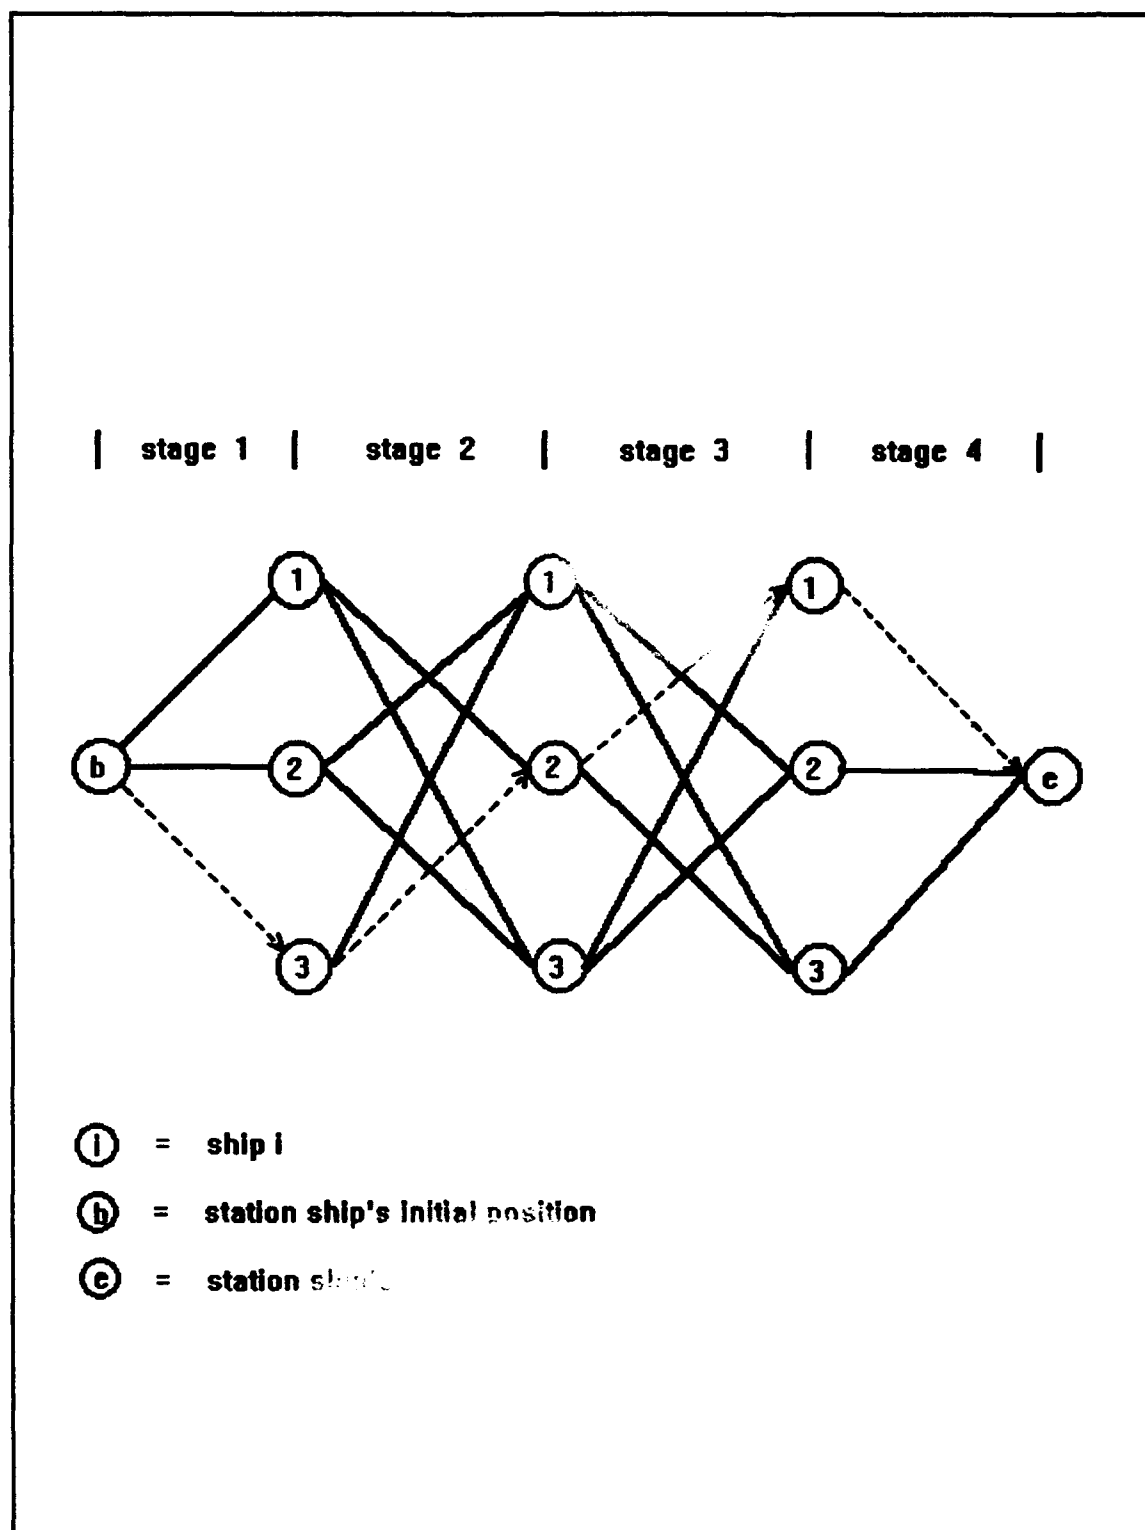 | stage 1 | stage 2 | stage 3 | stage 4 |
1 1 1
b 2 2 2 e
3 3 3
i = ship i
b = station ship's initial position
e = station